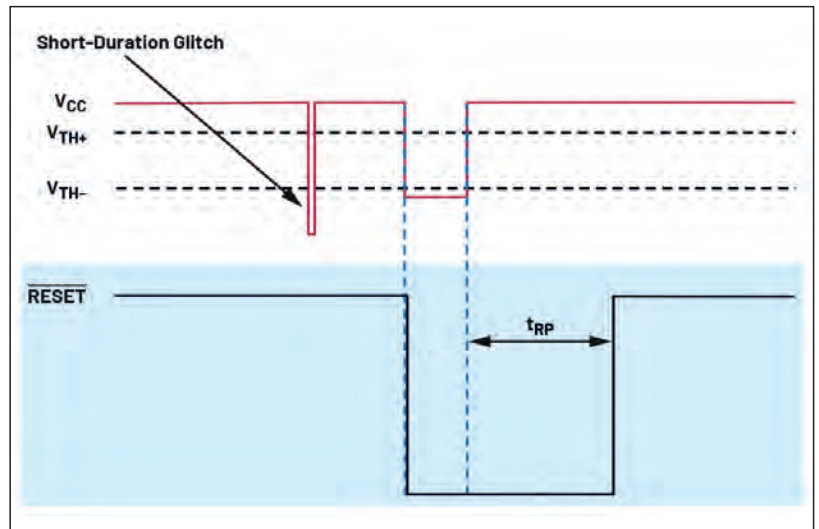 Short-Duration Glitch
VCC
VTH+
VTH–
RESET
tRP